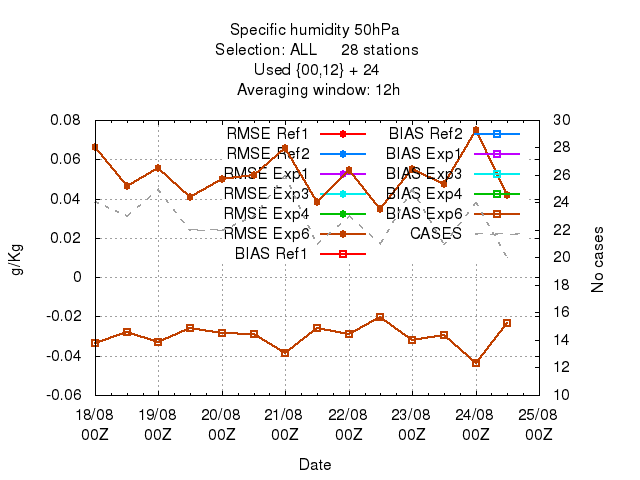 Specific humidity 50hPa
Selection: ALL 28 stations
Used {00,12} + 24
Averaging window: 12h
0.08
0.06
0.04
0.02
0
-0.02
-0.04
-0.06
g/Kg
30
28
26
24
22
20
18
16
14
12
10
No cases
RMSE Ref1
RMSE Ref2
RMSE Exp1
RMSE Exp3
RMSE Exp4
RMSE Exp6
BIAS Ref1
BIAS Ref2
BIAS Exp1
BIAS Exp3
BIAS Exp4
BIAS Exp6
CASES
18/08 19/08 20/08 21/08 22/08 23/08 24/08 25/08
00Z 00Z 00Z 00Z 00Z 00Z 00Z 00Z
Date